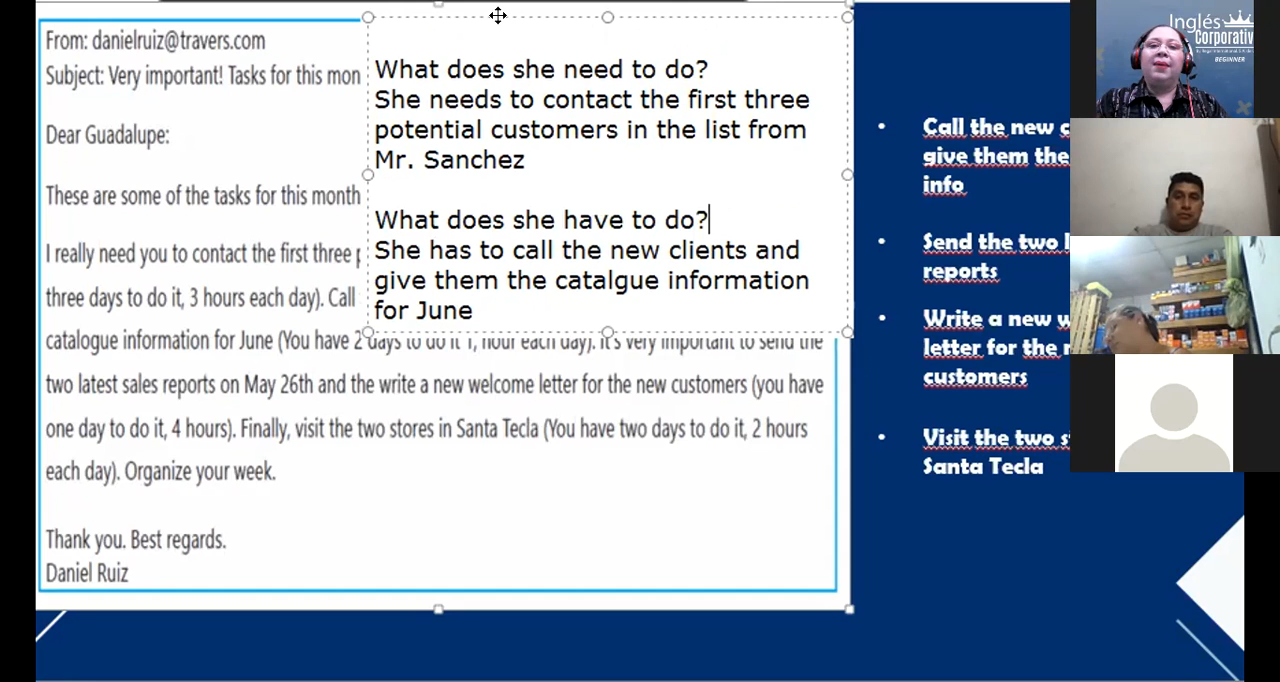 From: danielruiz@travers.com
Subject: Very important! Tasks for this mon
Dear Guadalupe:
These are some of the tasks for this month
I really need you to contact the first three
three days to do it, 3 hours each day). Call
catalogue information for June (You have 2 days to do it 1, hour each day). It's very important to send the
two latest sales reports on May 26th and the write a new welcome letter for the new customers (you have
one day to do it, 4 hours). Finally, visit the two stores in Santa Tecla (You have two days to do it, 2 hours
each day). Organize your week.
Thank you. Best regards.
Daniel Ruiz
What does she need to do?
She needs to contact the first three
potential customers in the list from
Mr. Sanchez
What does she have to do?
She has to call the new clients and
give them the catalgue information
for June
• Call the new
give them the
info
• Send the two
reports
• Write a new
letter for the
customers
• Visit the two
Santa Tecla
Inglés
Corporativ
BEGINNER